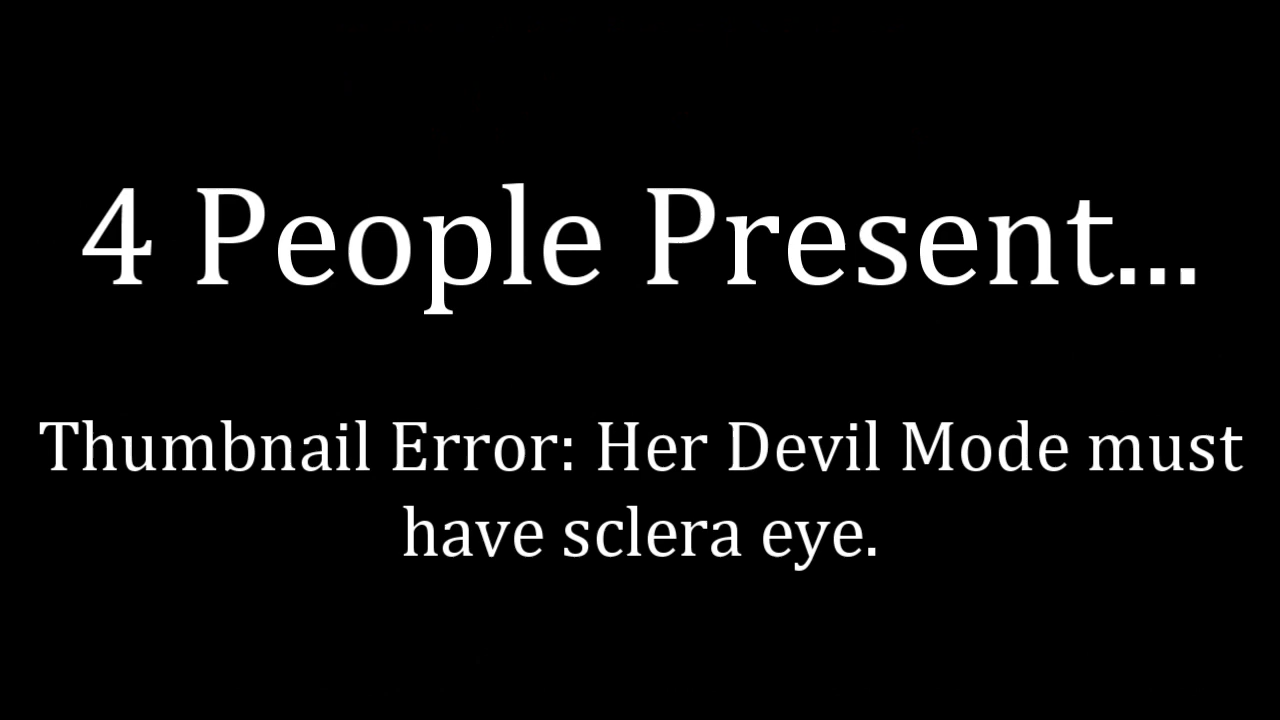 4 People Present...
Thumbnail Error: Her Devil Mode must
have sclera eye.